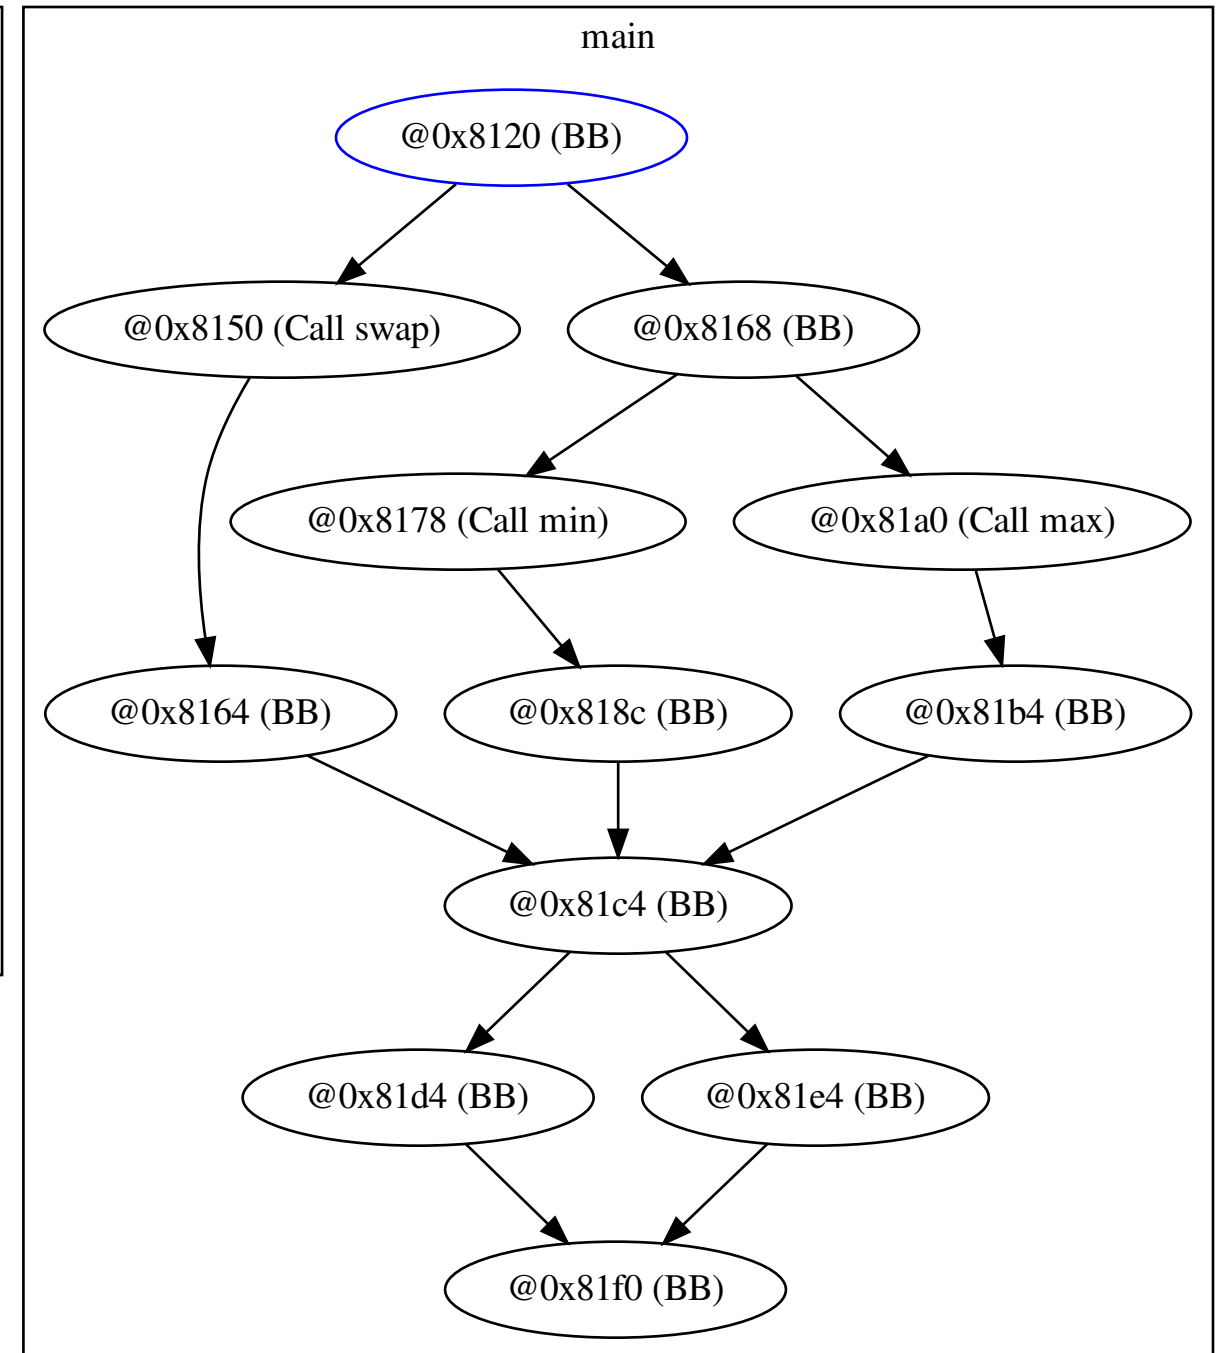 main
@0x8120 (BB)
@0x8150 (Call swap)
@0x8168 (BB)
@0x8178 (Call min)
@0x81a0 (Call max)
@0x8164 (BB)
@0x818c (BB)
@0x81b4 (BB)
@0x81c4 (BB)
@0x81d4 (BB)
@0x81e4 (BB)
@0x81f0 (BB)